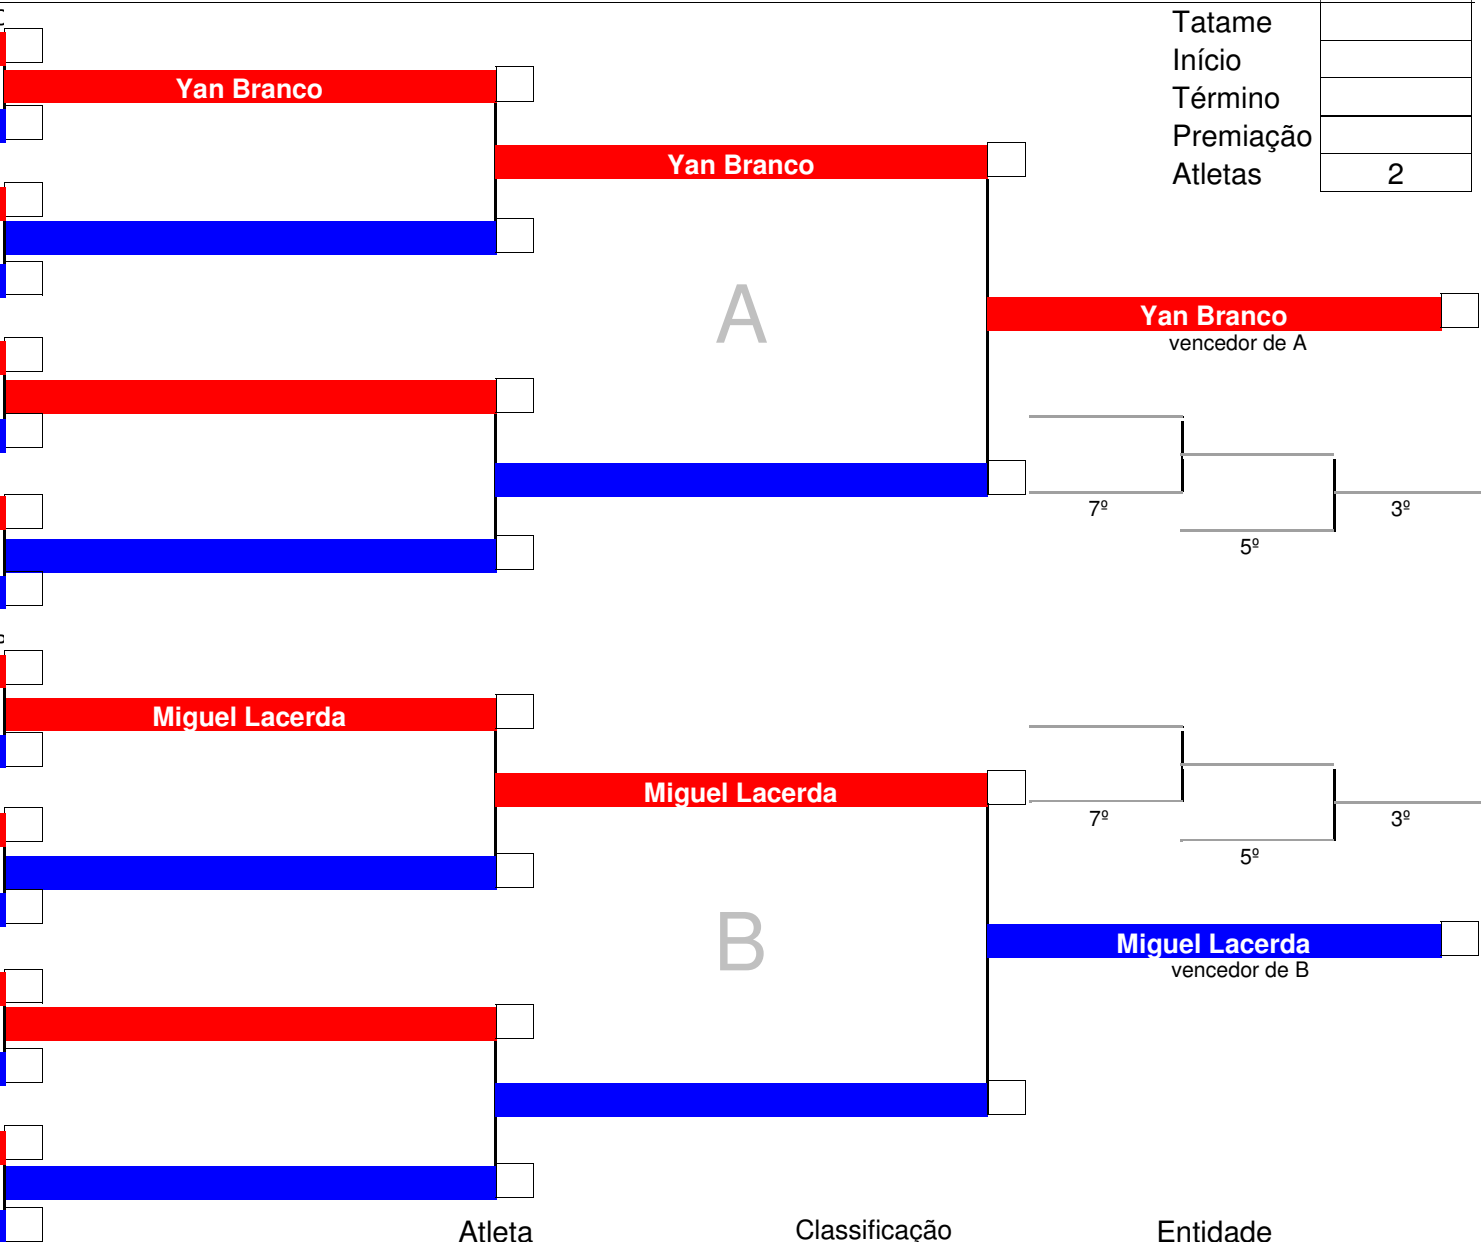 Tatame
Início
Término
Premiação
Atletas 2
Yan Branco
Yan Branco
A
Yan Branco
vencedor de A
7º
3º
5º
Miguel Lacerda
Miguel Lacerda
7º
3º
5º
B
Miguel Lacerda
vencedor de B
Atleta Classificação Entidade